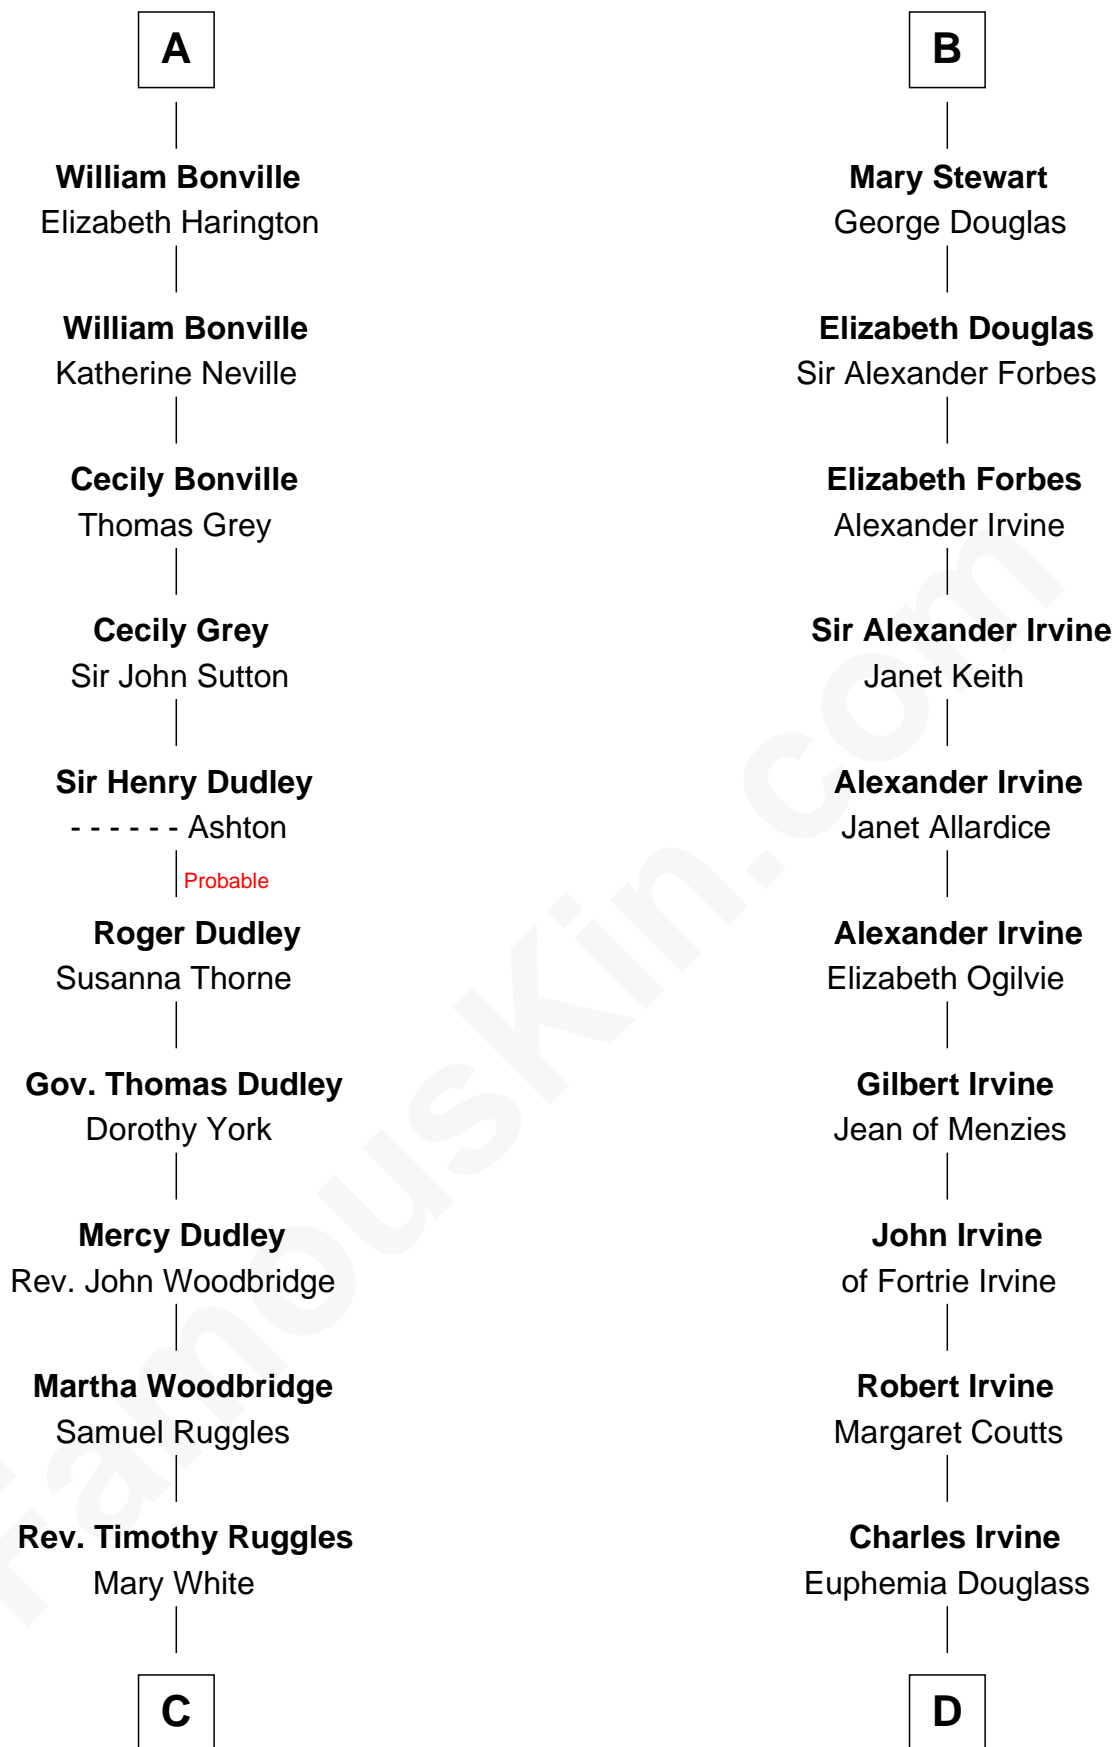 A
William Bonville
Elizabeth Harington
William Bonville
Katherine Neville
Cecily Bonville
Thomas Grey
Cecily Grey
Sir John Sutton
Sir Henry Dudley
- - - - - - Ashton
Probable
Roger Dudley
Susanna Thorne
Gov. Thomas Dudley
Dorothy York
Mercy Dudley
Rev. John Woodbridge
Martha Woodbridge
Samuel Ruggles
Rev. Timothy Ruggles
Mary White
C
B
Mary Stewart
George Douglas
Elizabeth Douglas
Sir Alexander Forbes
Elizabeth Forbes
Alexander Irvine
Sir Alexander Irvine
Janet Keith
Alexander Irvine
Janet Allardice
Alexander Irvine
Elizabeth Ogilvie
Gilbert Irvine
Jean of Menzies
John Irvine
of Fortrie Irvine
Robert Irvine
Margaret Coutts
Charles Irvine
Euphemia Douglass
D
FamousKin.com